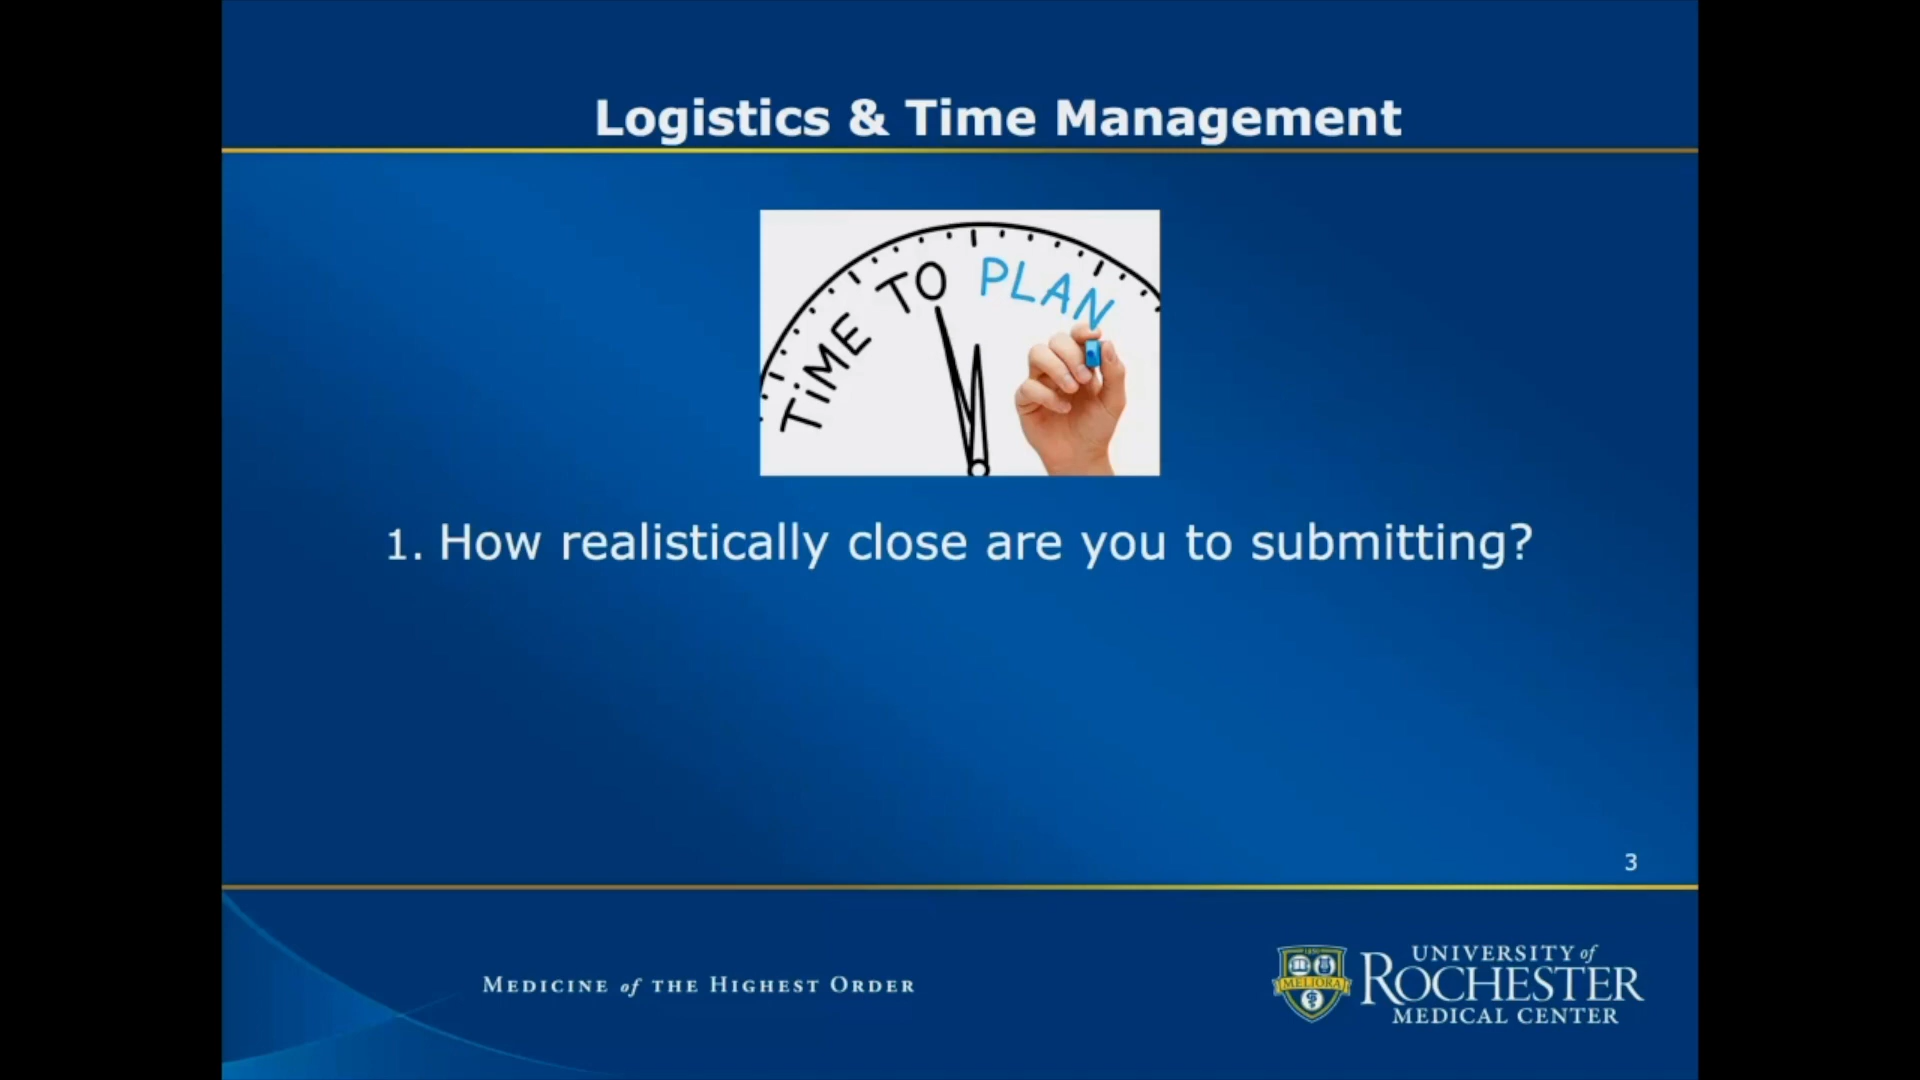 Logistics & Time Management
TiME TO PLAN
1. How realistically close are you to submitting?
3
MEDICINE of THE HIGHEST ORDER
MELIORA
UNIVERSITY of
ROCHESTER
MEDICAL CENTER